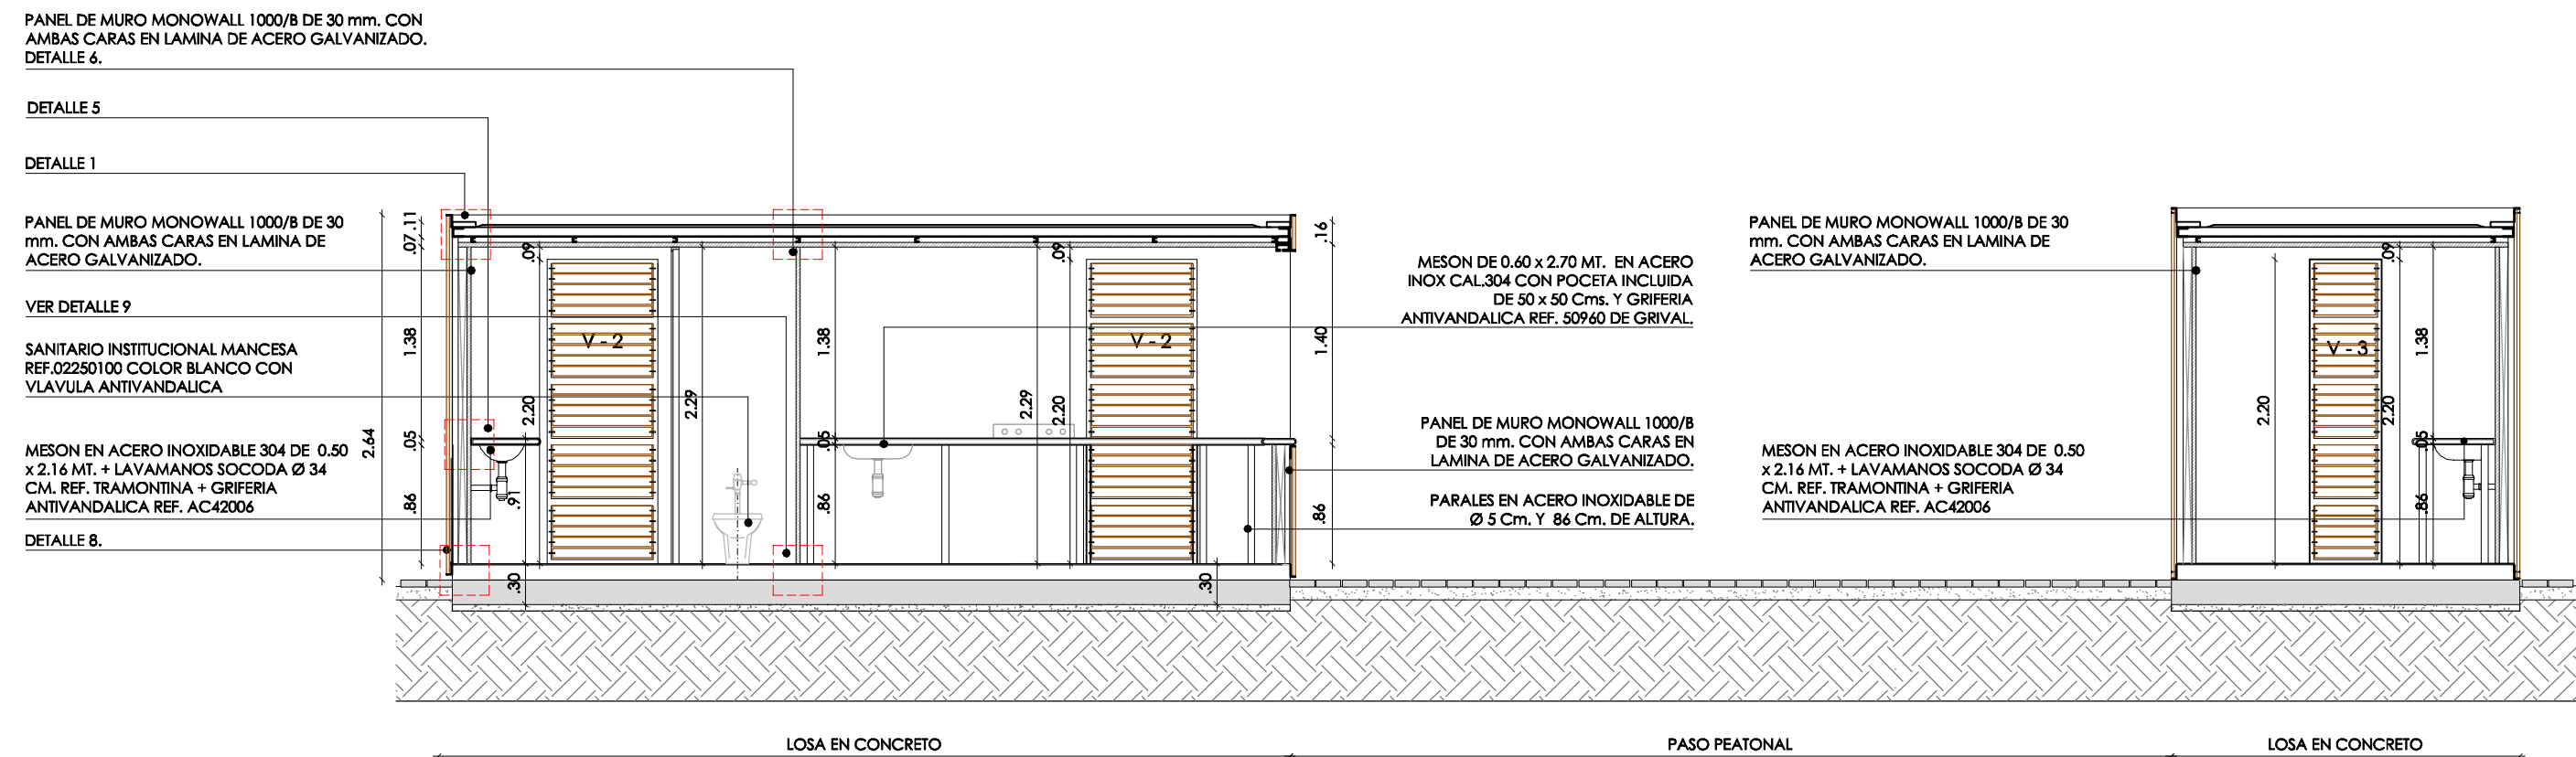 PANEL DE MURO MONOWALL 1000/B DE 30 mm. CON
AMBAS CARAS EN LAMINA DE ACERO GALVANIZADO.
DETALLE 6.
DETALLE 5
DETALLE 1
PANEL DE MURO MONOWALL 1000/B DE 30
mm. CON AMBAS CARAS EN LAMINA DE
ACERO GALVANIZADO.
VER DETALLE 9
SANITARIO INSTITUCIONAL MANCESA
REF.02250100 COLOR BLANCO CON
VLAVULA ANTIVANDALICA
MESON EN ACERO INOXIDABLE 304 DE 0.50
x 2.16 MT. + LAVAMANOS SOCODA Ø 34
CM. REF. TRAMONTINA + GRIFERIA
ANTIVANDALICA REF. AC42006
DETALLE 8.
2.64
.11
.07
1.38
.05
.86
.09
2.20
.91
.30
V - 2
2.29
1.38
.05
.86
2.29
.09
2.20
V - 2
.30
.16
1.40
.86
MESON DE 0.60 x 2.70 MT. EN ACERO
INOX CAL.304 CON POCETA INCLUIDA
DE 50 x 50 Cms. Y GRIFERIA
ANTIVANDALICA REF. 50960 DE GRIVAL.
PANEL DE MURO MONOWALL 1000/B
DE 30 mm. CON AMBAS CARAS EN
LAMINA DE ACERO GALVANIZADO.
PARALES EN ACERO INOXIDABLE DE
Ø 5 Cm. Y 86 Cm. DE ALTURA.
PANEL DE MURO MONOWALL 1000/B DE 30
mm. CON AMBAS CARAS EN LAMINA DE
ACERO GALVANIZADO.
MESON EN ACERO INOXIDABLE 304 DE 0.50
x 2.16 MT. + LAVAMANOS SOCODA Ø 34
CM. REF. TRAMONTINA + GRIFERIA
ANTIVANDALICA REF. AC42006
2.20
V - 3
.09
2.20
1.38
.05
.86
LOSA EN CONCRETO
PASO PEATONAL
LOSA EN CONCRETO